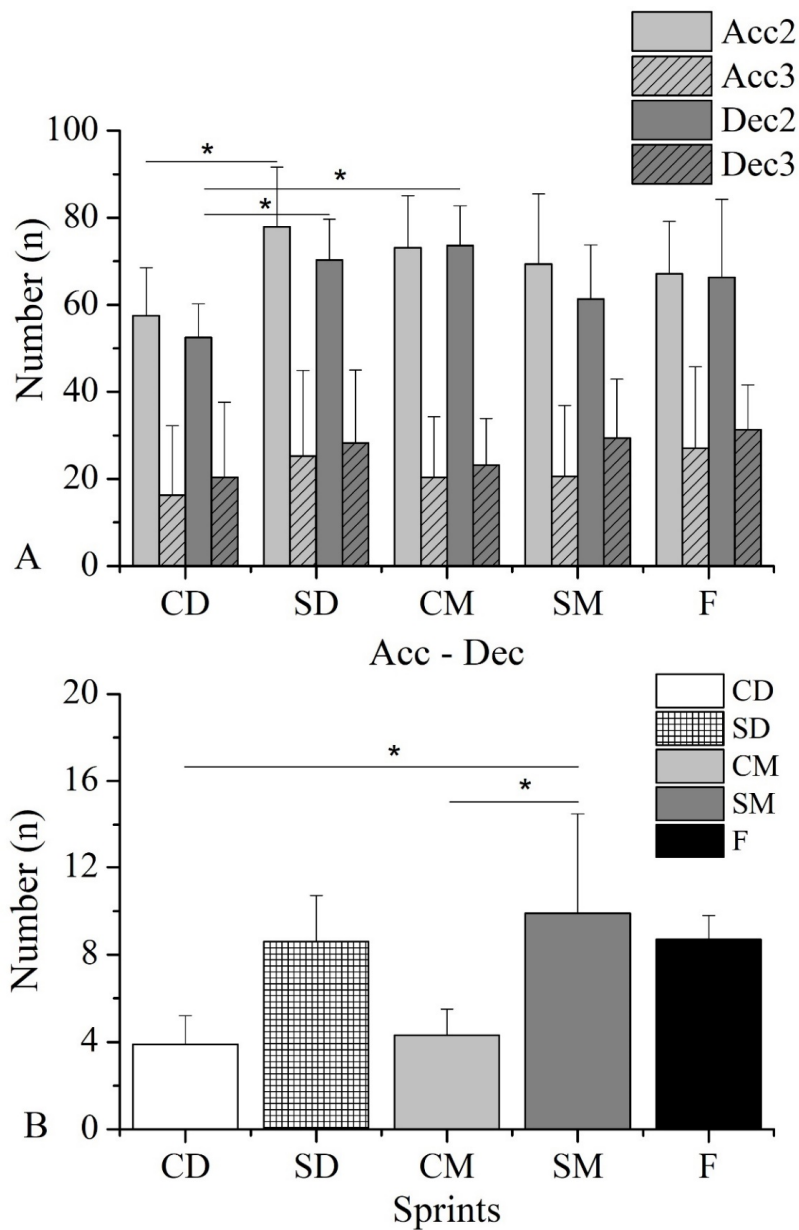 Acc2
Acc3
Dec2
Dec3
100
80
60
40
20
0
Number (n)
*
*
*
A
CD SD CM SM F
Acc - Dec
CD
SD
CM
SM
F
20
16
12
8
4
0
Number (n)
*
*
B
CD SD CM SM F
Sprints